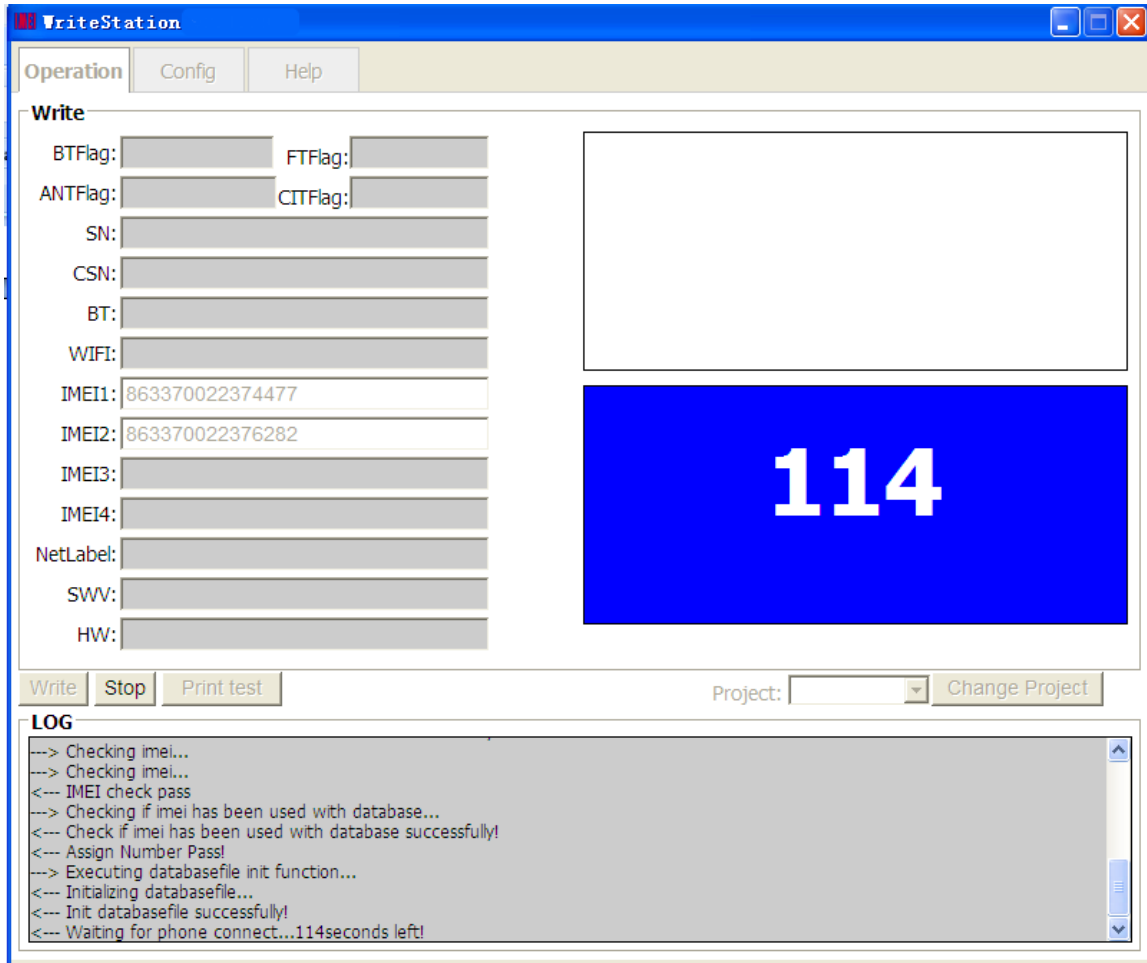 IMEI WriteStation
Operation Config Help
Write
BTFlag: FTFlag:
ANTFlag: CITFlag:
SN:
CSN:
BT:
WIFI:
IMEI1: 863370022374477
IMEI2: 863370022376282
IMEI3:
IMEI4:
NetLabel:
SWV:
HW:
114
Write Stop Print test Project: Change Project
LOG
---> Checking imei...
---> Checking imei...
<--- IMEI check pass
---> Checking if imei has been used with database...
<--- Check if imei has been used with database successfully!
<--- Assign Number Pass!
---> Executing databasefile init function...
<--- Initializing databasefile...
<--- Init databasefile successfully!
<--- Waiting for phone connect...114seconds left!